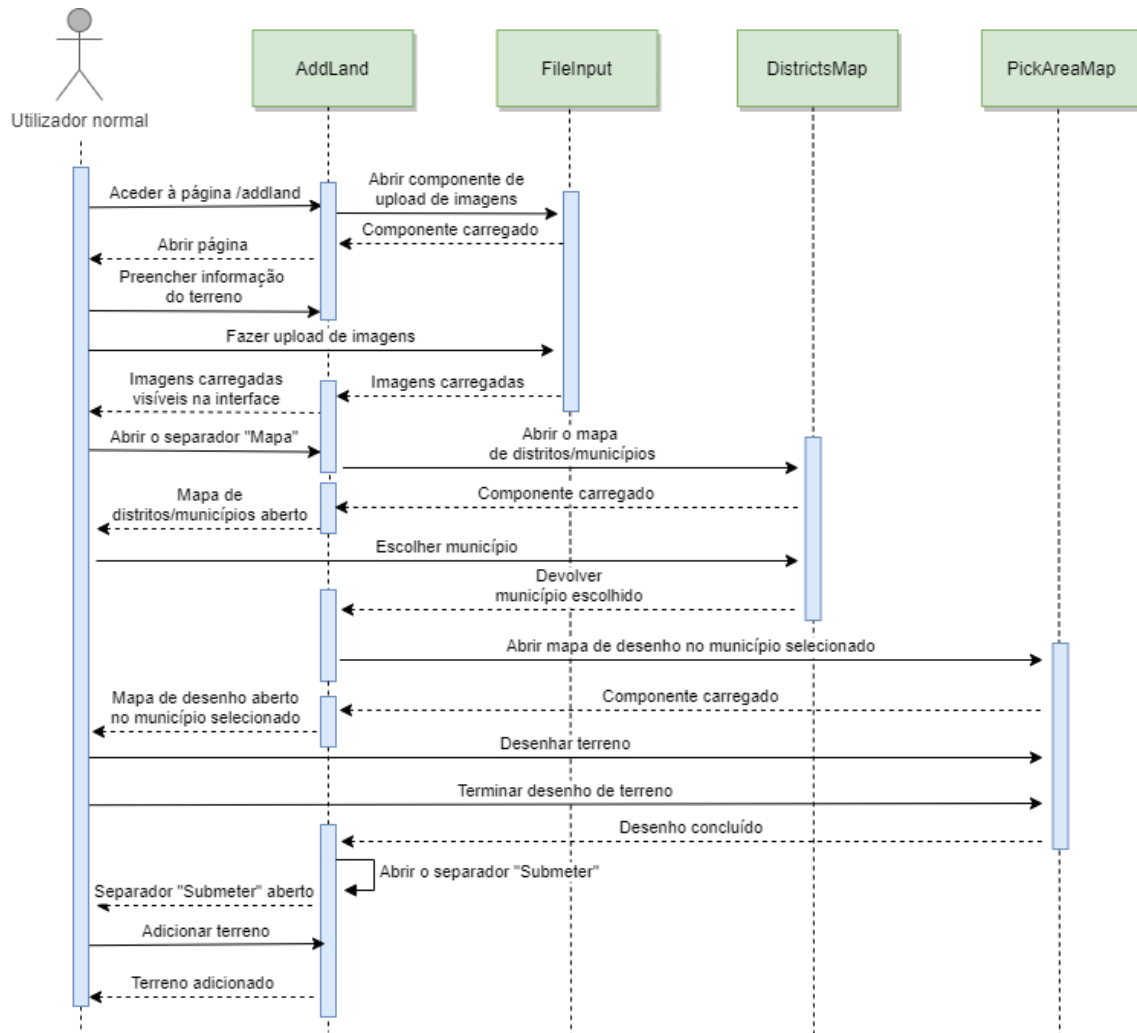 AddLand
FileInput
DistrictsMap
PickAreaMap
Utilizador normal
Aceder à página /addland
Abrir componente de
upload de imagens
Componente carregado
Abrir página
Preencher informação
do terreno
Fazer upload de imagens
Imagens carregadas
Imagens carregadas
visíveis na interface
Abrir o separador "Mapa"
Abrir o mapa
de distritos/municípios
Componente carregado
Mapa de
distritos/municípios aberto
Escolher município
Devolver
município escolhido
Abrir mapa de desenho no município selecionado
Componente carregado
Mapa de desenho aberto
no município selecionado
Desenhar terreno
Terminar desenho de terreno
Desenho concluído
Abrir o separador "Submeter"
Separador "Submeter" aberto
Adicionar terreno
Terreno adicionado